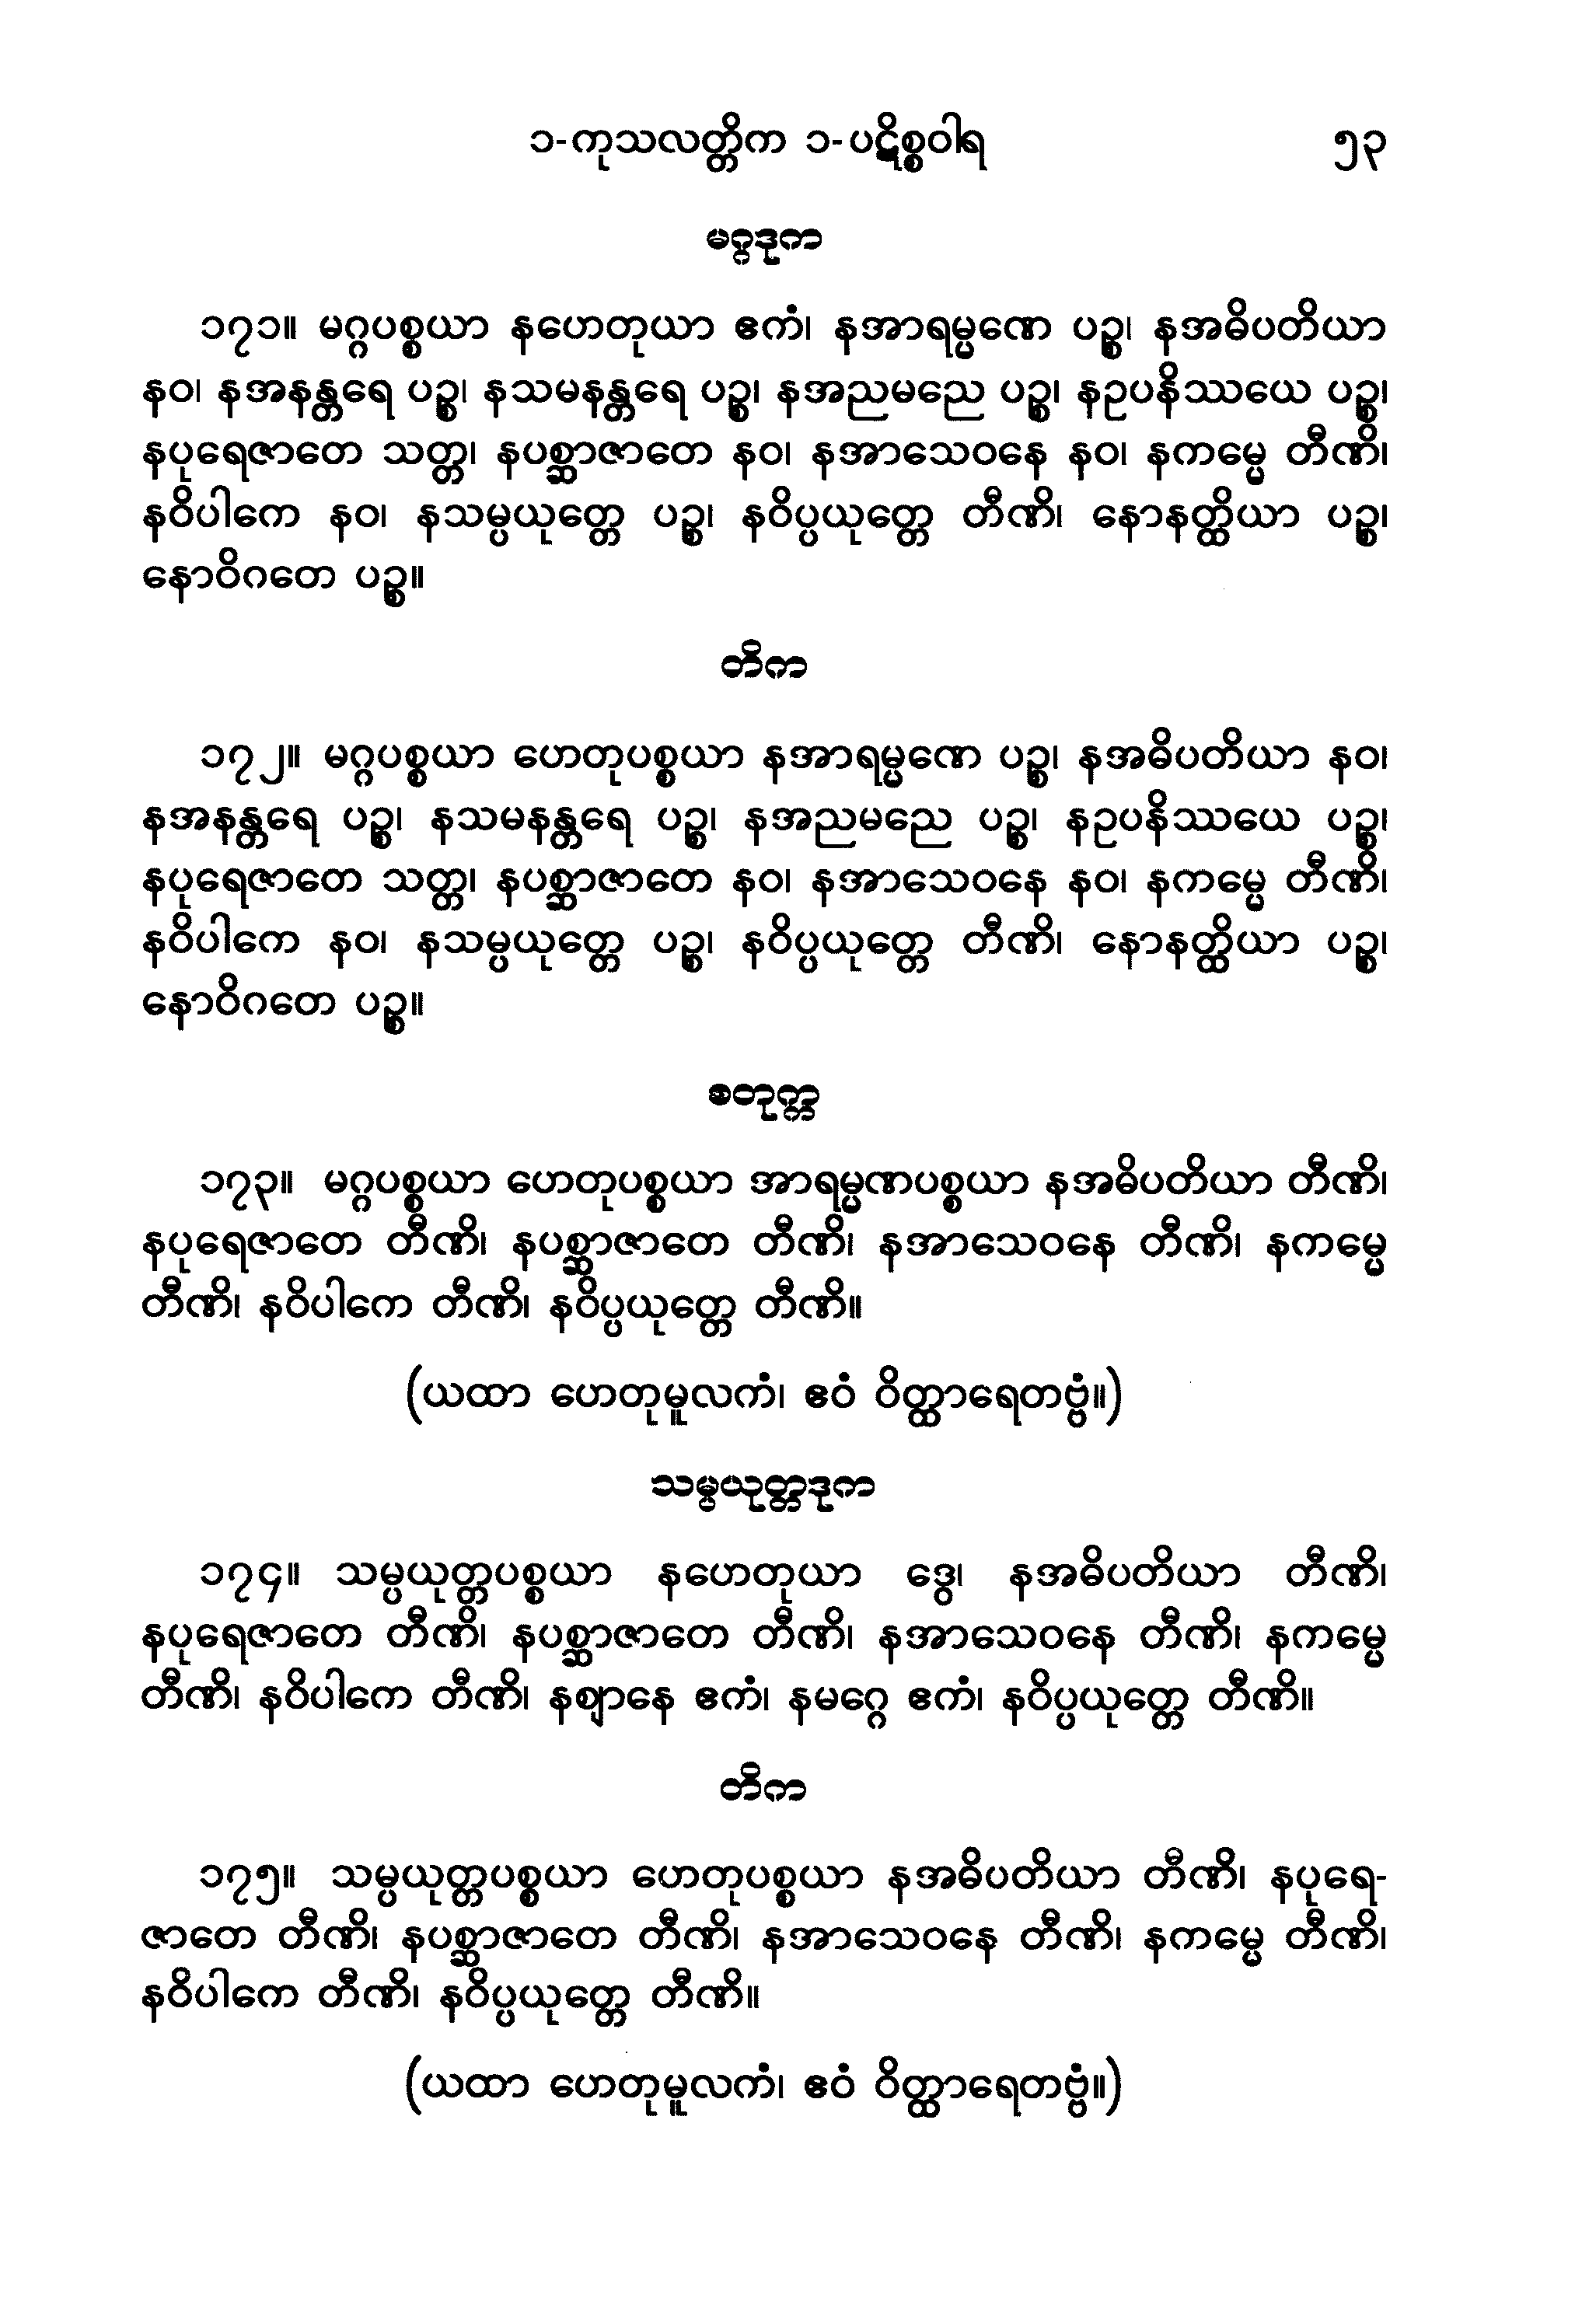 ၁-ကုသလတ္တိက ၁-ပဋိစ္စဝါရ ၅၃
မဂ္ဂဒုက
၁၇၁။ မဂ္ဂပစ္စယာ နဟေတုယာ ဧကံ၊ နအာရမ္မဏေ ပဉ္စ၊ နအဓိပတိယာ
နဝ၊ နအနန္တရေ ပဉ္စ၊ နသမနန္တရေ ပဉ္စ၊ နအညမညေ ပဉ္စ၊ နဥပနိဿယေ ပဉ္စ၊
နပုရေဇာတေ သတ္တ၊ နပစ္ဆာဇာတေ နဝ၊ နအာသေဝနေ နဝ၊ နကမ္မေ တီဏိ၊
နဝိပါကေ နဝ၊ နသမ္ပယုတ္တေ ပဉ္စ၊ နဝိပ္ပယုတ္တေ တီဏိ၊ နောနတ္ထိယာ ပဉ္စ၊
နောဝိဂတေ ပဉ္စ။
တိက
၁၇၂။ မဂ္ဂပစ္စယာ ဟေတုပစ္စယာ နအာရမ္မဏေ ပဉ္စ၊ နအဓိပတိယာ နဝ၊
နအနန္တရေ ပဉ္စ၊ နသမနန္တရေ ပဉ္စ၊ နအညမညေ ပဉ္စ၊ နဥပနိဿယေ ပဉ္စ၊
နပုရေဇာတေ သတ္တ၊ နပစ္ဆာဇာတေ နဝ၊ နအာသေဝနေ နဝ၊ နကမ္မေ တီဏိ၊
နဝိပါကေ နဝ၊ နသမ္ပယုတ္တေ ပဉ္စ၊ နဝိပ္ပယုတ္တေ တီဏိ၊ နောနတ္ထိယာ ပဉ္စ၊
နောဝိဂတေ ပဉ္စ။
စတုက္က
၁၇၃။ မဂ္ဂပစ္စယာ ဟေတုပစ္စယာ အာရမ္မဏပစ္စယာ နအဓိပတိယာ တီဏိ၊
နပုရေဇာတေ တီဏိ၊ နပစ္ဆာဇာတေ တီဏိ၊ နအာသေဝနေ တီဏိ၊ နကမ္မေ
တီဏိ၊ နဝိပါကေ တီဏိ၊ နဝိပ္ပယုတ္တေ တီဏိ။
(ယထာ ဟေတုမူလကံ၊ ဧဝံ ဝိတ္ထာရေတဗ္ဗံ။)
သမ္ပယုတ္တဒုက
၁၇၄။ သမ္ပယုတ္တပစ္စယာ နဟေတုယာ ဒွေ၊ နအဓိပတိယာ တီဏိ၊
နပုရေဇာတေ တီဏိ၊ နပစ္ဆာဇာတေ တီဏိ၊ နအာသေဝနေ တီဏိ၊ နကမ္မေ
တီဏိ၊ နဝိပါကေ တီဏိ၊ နဈာနေ ဧကံ၊ နမဂ္ဂေ ဧကံ၊ နဝိပ္ပယုတ္တေ တီဏိ။
တိက
၁၇၅။ သမ္ပယုတ္တပစ္စယာ ဟေတုပစ္စယာ နအဓိပတိယာ တီဏိ၊ နပုရေ-
ဇာတေ တီဏိ၊ နပစ္ဆာဇာတေ တီဏိ၊ နအာသေဝနေ တီဏိ၊ နကမ္မေ တီဏိ၊
နဝိပါကေ တီဏိ၊ နဝိပ္ပယုတ္တေ တီဏိ။
(ယထာ ဟေတုမူလကံ၊ ဧဝံ ဝိတ္ထာရေတဗ္ဗံ။)